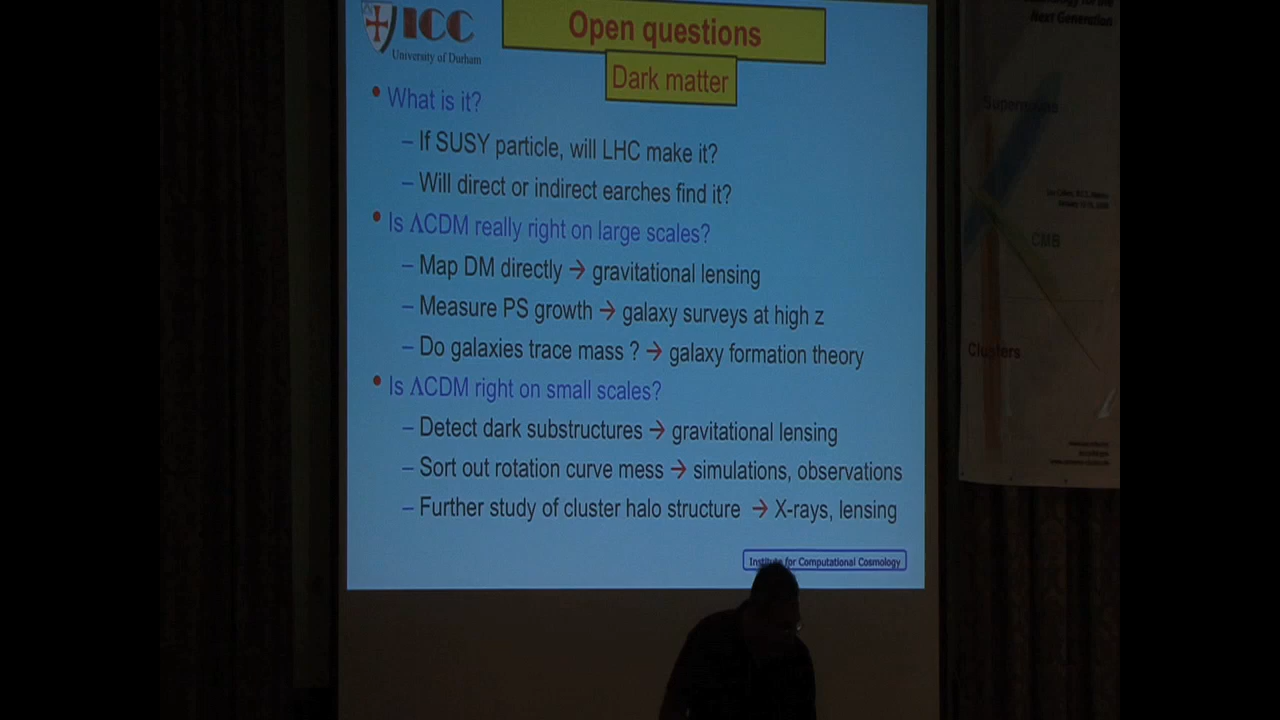 ICC
University of Durham
Open questions
Dark matter
• What is it?
– If SUSY particle, will LHC make it?
– Will direct or indirect earches find it?
• Is ΛCDM really right on large scales?
– Map DM directly → gravitational lensing
– Measure PS growth → galaxy surveys at high z
– Do galaxies trace mass ? → galaxy formation theory
• Is ΛCDM right on small scales?
– Detect dark substructures → gravitational lensing
– Sort out rotation curve mess → simulations, observations
– Further study of cluster halo structure → X-rays, lensing
Institute for Computational Cosmology
for the
Next Generation
Supernovae
CMB
Clusters